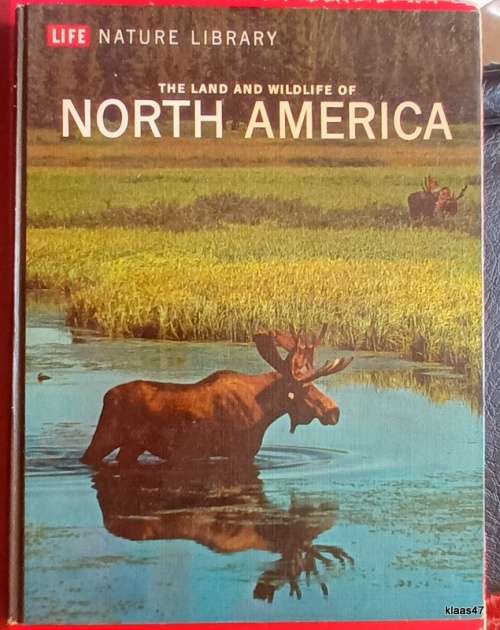 LIFE NATURE LIBRARY
THE LAND AND WILDLIFE OF
NORTH AMERICA
klaas47